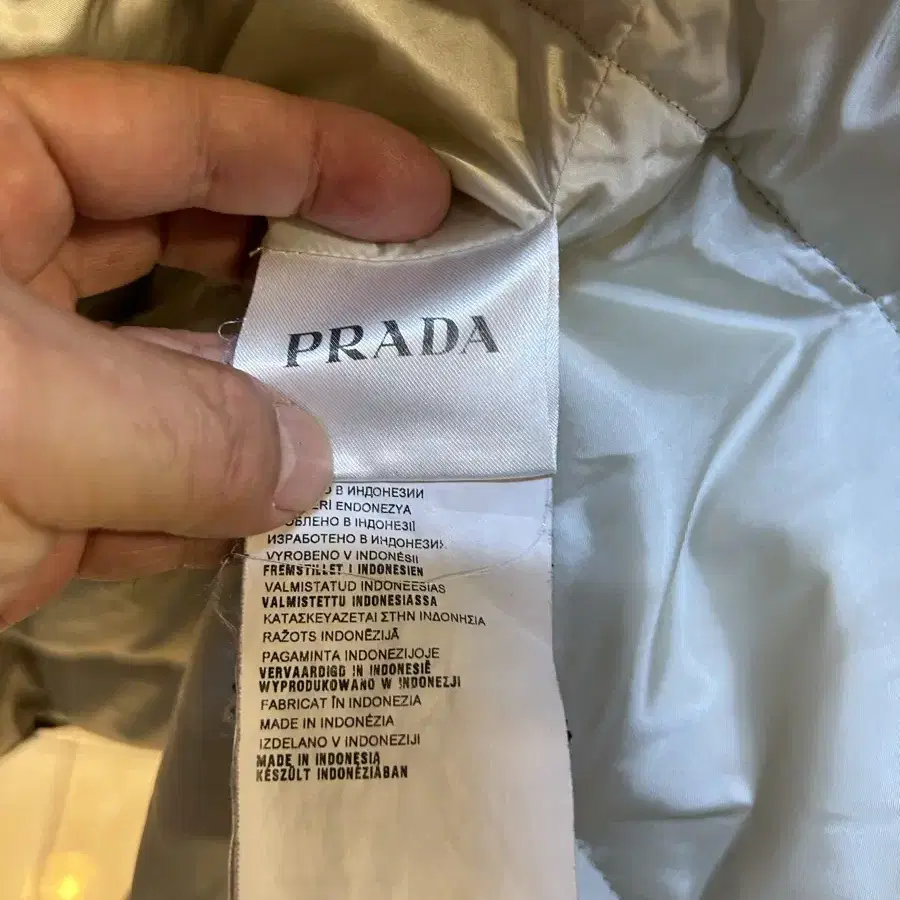 PRADA
В ИНДОНЕЗИИ
ENDONEZYA
В ІНДОНЕЗІЇ
ИЗРАБОТЕНО В ИНДОНЕЗИЯ
VYROBENO V INDONÉSII
FREMSTILLET I INDONESIEN
VALMISTATUD INDONEESIAS
VALMISTETTU INDONESIASSA
ΚΑΤΑΣΚΕΥΑΖΕΤΑΙ ΣΤΗΝ ΙΝΔΟΝΗΣΙΑ
RAŽOTS INDONĒZIJĀ
PAGAMINTA INDONEZIJOJE
VERVAARDIGD IN INDONESIË
WYPRODUKOWANO W INDONEZJI
FABRICAT ÎN INDONEZIA
MADE IN INDONÉZIA
IZDELANO V INDONEZIJI
MADE IN INDONESIA
KÉSZÜLT INDONÉZIÁBAN